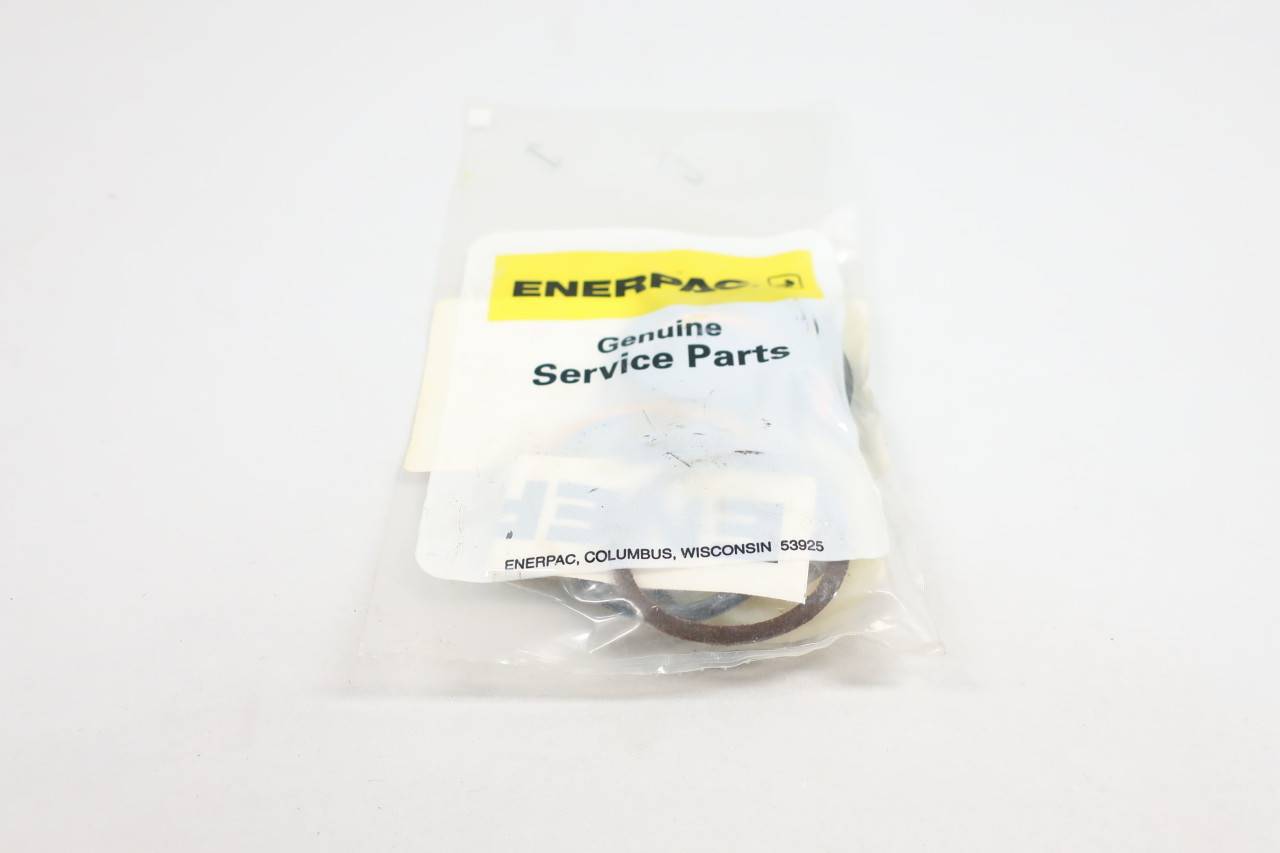 ENERPAC
Genuine
Service Parts
ENERPAC, COLUMBUS, WISCONSIN 53925